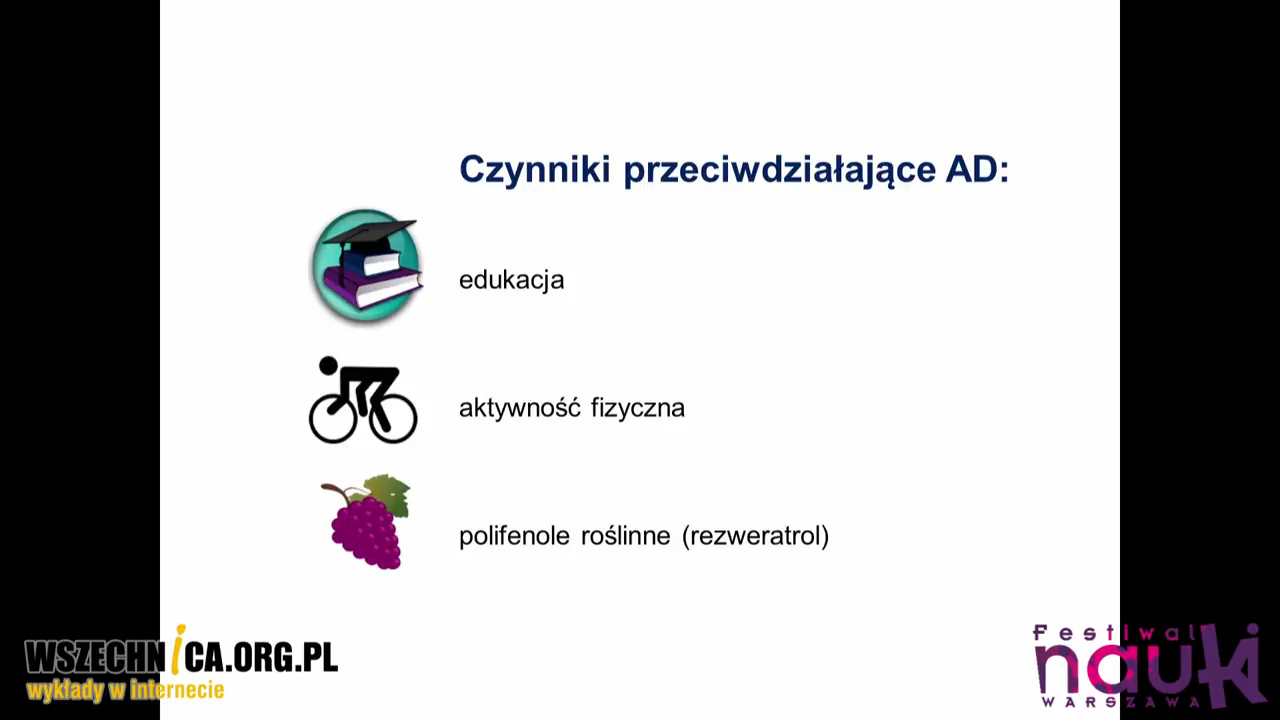 Czynniki przeciwdziałające AD:
edukacja
aktywność fizyczna
polifenole roślinne (rezweratrol)
WSZECHNiCA.ORG.PL
wykłady w internecie
Festiwal
nauki
WARSZAWA